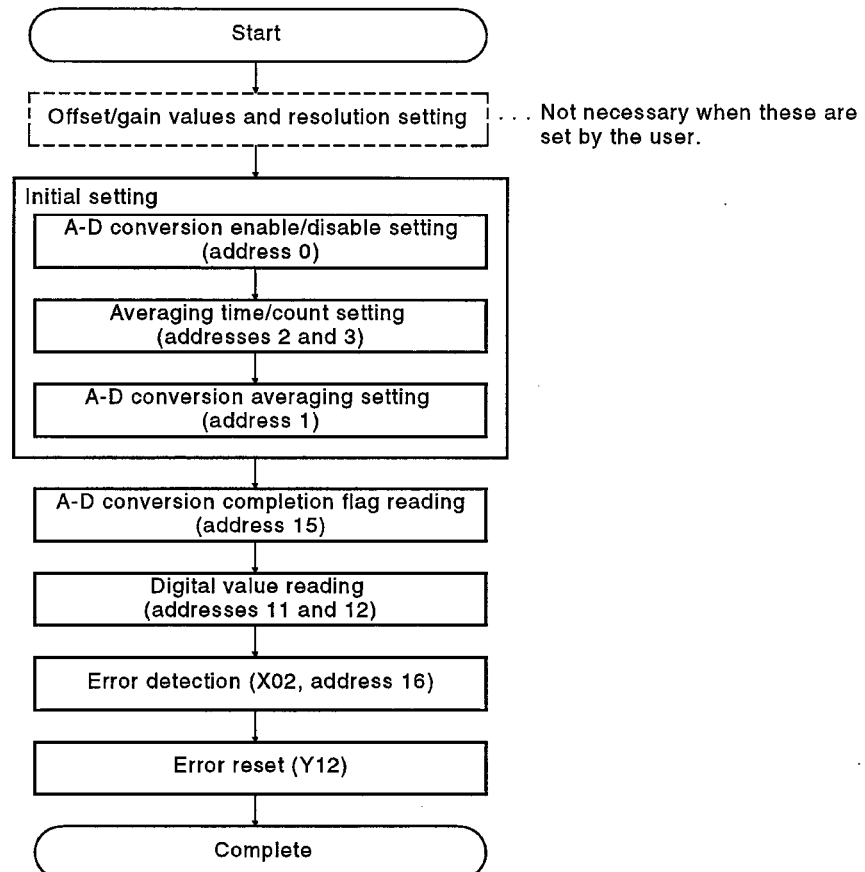 Start
Offset/gain values and resolution setting
. . . Not necessary when these are
set by the user.
Initial setting
A-D conversion enable/disable setting
(address 0)
Averaging time/count setting
(addresses 2 and 3)
A-D conversion averaging setting
(address 1)
A-D conversion completion flag reading
(address 15)
Digital value reading
(addresses 11 and 12)
Error detection (X02, address 16)
Error reset (Y12)
Complete